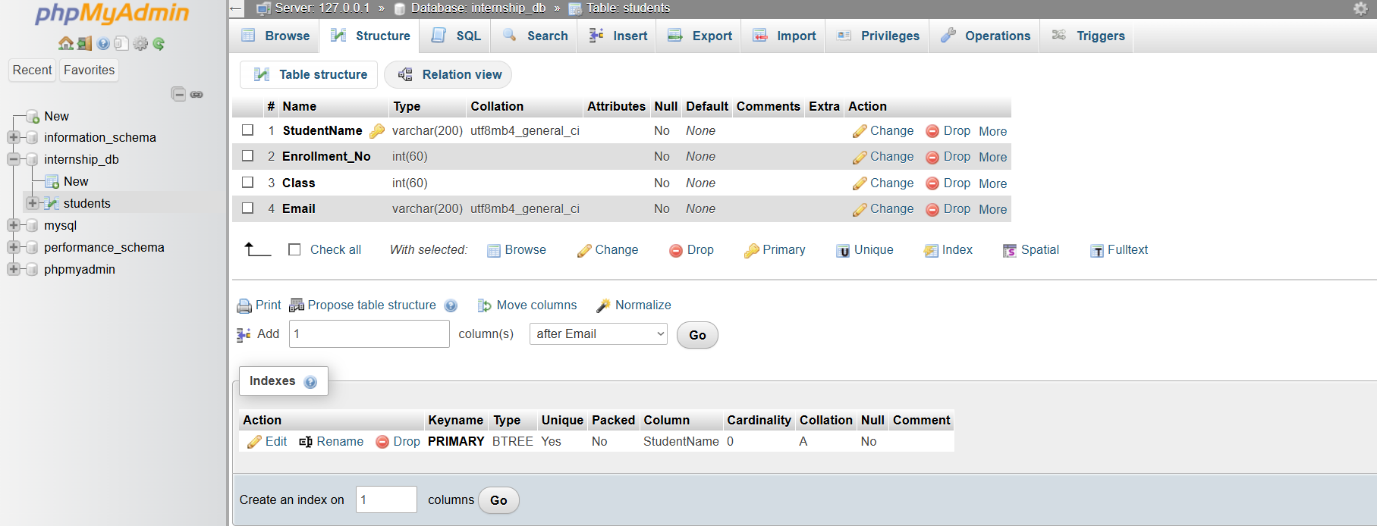 phpMyAdmin
Recent Favorites
New
information_schema
internship_db
New
students
mysql
performance_schema
phpmyadmin
Server: 127.0.0.1 » Database: internship_db » Table: students
Browse Structure SQL Search Insert Export Import Privileges Operations Triggers
Table structure Relation view
# Name Type Collation Attributes Null Default Comments Extra Action
1 StudentName varchar(200) utf8mb4_general_ci No None Change Drop More
2 Enrollment_No int(60) No None Change Drop More
3 Class int(60) No None Change Drop More
4 Email varchar(200) utf8mb4_general_ci No None Change Drop More
Check all With selected: Browse Change Drop Primary Unique Index Spatial Fulltext
Print Propose table structure Move columns Normalize
Add 1 column(s) after Email Go
Indexes
Action Keyname Type Unique Packed Column Cardinality Collation Null Comment
Edit Rename Drop PRIMARY BTREE Yes No StudentName 0 A No
Create an index on 1 columns Go